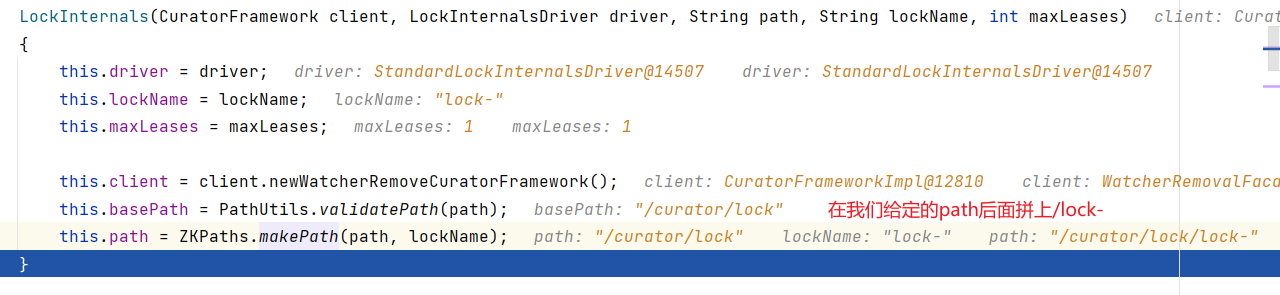 LockInternals(CuratorFramework client, LockInternalsDriver driver, String path, String lockName, int maxLeases)  client: Curat
{
this.driver = driver;  driver: StandardLockInternalsDriver@14507  driver: StandardLockInternalsDriver@14507
this.lockName = lockName;  lockName: "lock-"
this.maxLeases = maxLeases;  maxLeases: 1  maxLeases: 1
this.client = client.newWatcherRemoveCuratorFramework();  client: CuratorFrameworkImpl@12810  client: WatcherRemovalFaca
this.basePath = PathUtils.validatePath(path);  basePath: "/curator/lock"  在我们给定的path后面拼上/lock-
this.path = ZKPaths.makePath(path, lockName);  path: "/curator/lock"  lockName: "lock-"  path: "/curator/lock/lock-"
}